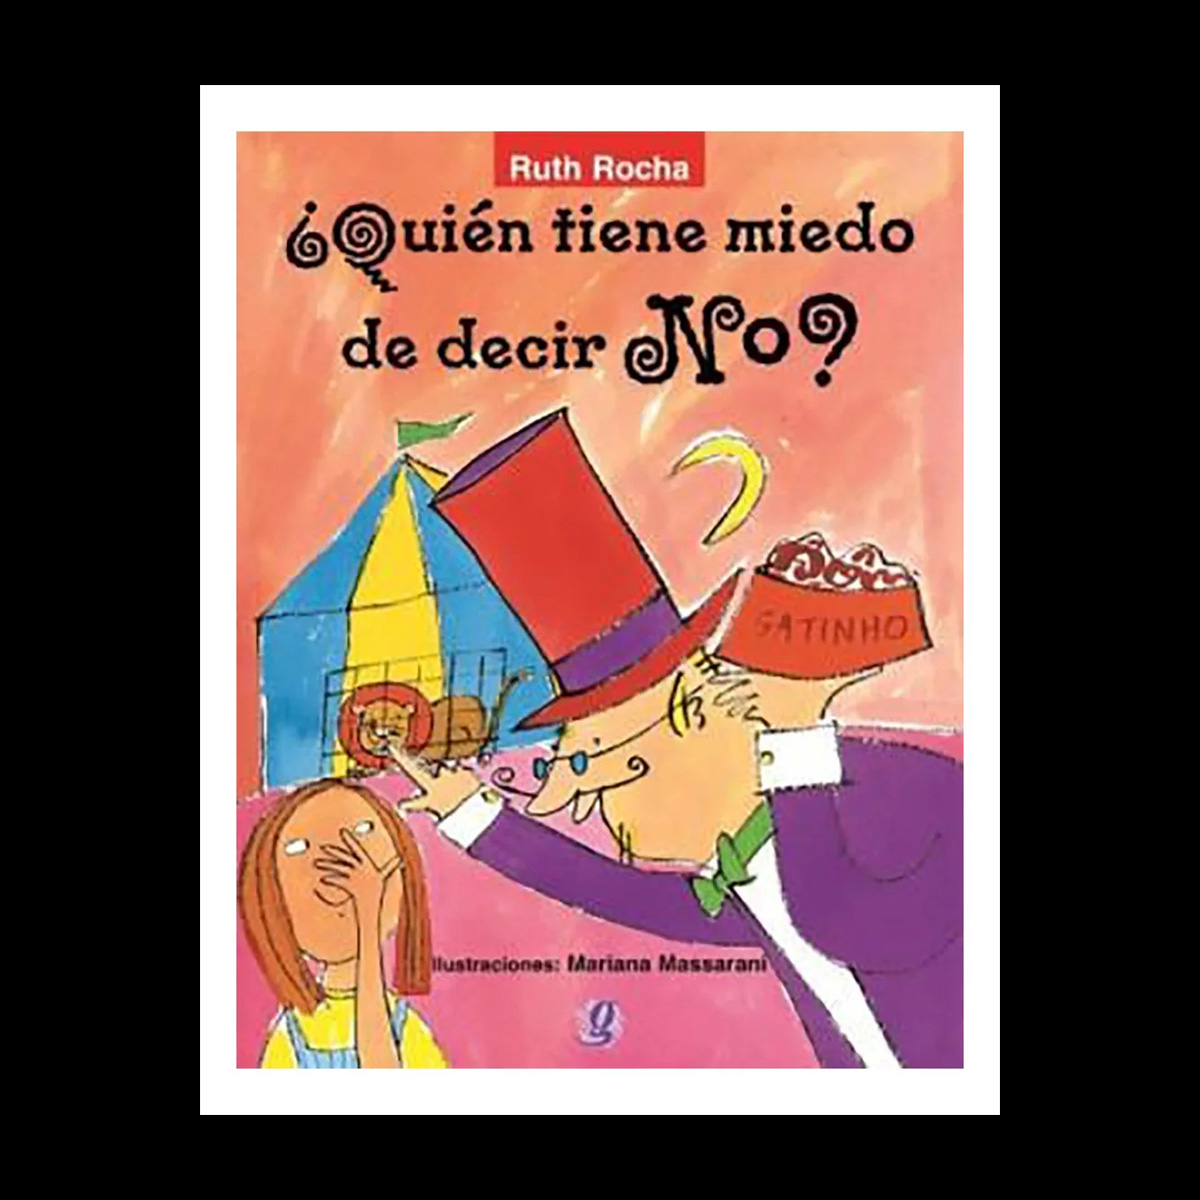 Ruth Rocha
¿Quién tiene miedo
de decir No?
GATINHO
Ilustraciones: Mariana Massarani
g